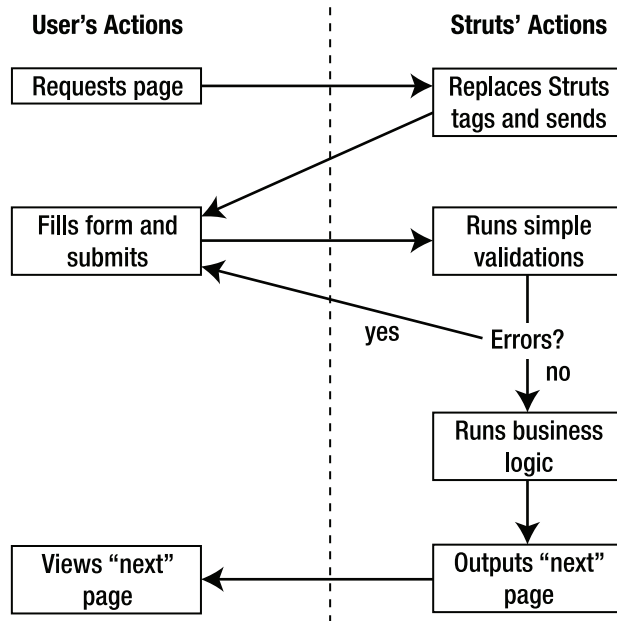 User’s Actions
Struts’ Actions
Requests page
Replaces Struts
tags and sends
Fills form and
submits
Runs simple
validations
yes
Errors?
no
Runs business
logic
Views “next”
page
Outputs “next”
page